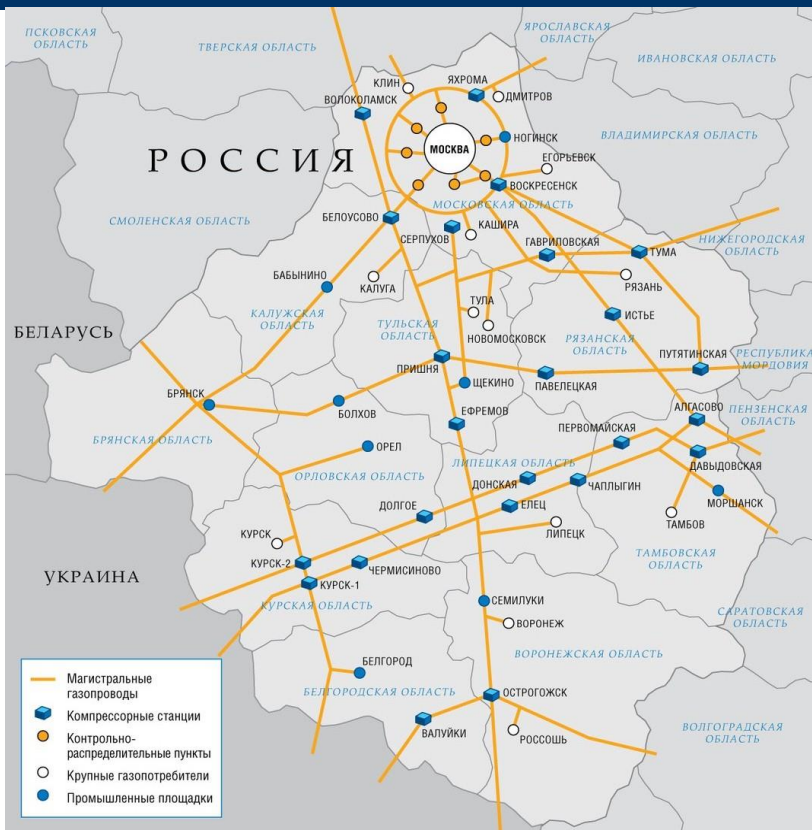 ПСКОВСКАЯ
ОБЛАСТЬ
ТВЕРСКАЯ ОБЛАСТЬ
ЯРОСЛАВСКАЯ
ОБЛАСТЬ
ИВАНОВСКАЯ ОБЛАСТЬ
КЛИН
ЯХРОМА
ДМИТРОВ
ВОЛОКОЛАМСК
НОГИНСК
ВЛАДИМИРСКАЯ ОБЛАСТЬ
МОСКВА
ЕГОРЬЕВСК
РОССИЯ
ВОСКРЕСЕНСК
МОСКОВСКАЯ ОБЛАСТЬ
СМОЛЕНСКАЯ ОБЛАСТЬ
БЕЛОУСОВО
КАШИРА
СЕРПУХОВ
ГАВРИЛОВСКАЯ
ТУМА
НИЖЕГОРОДСКАЯ
ОБЛАСТЬ
БАБЫНИНО
КАЛУГА
РЯЗАНЬ
ТУЛА
КАЛУЖСКАЯ
ОБЛАСТЬ
ИСТЬЕ
БЕЛАРУСЬ
ТУЛЬСКАЯ
ОБЛАСТЬ
НОВОМОСКОВСК
РЯЗАНСКАЯ
ОБЛАСТЬ
ПУТЯТИНСКАЯ
РЕСПУБЛИКА
МОРДОВИЯ
ПРИШНЯ
ЩЕКИНО
ПАВЕЛЕЦКАЯ
БРЯНСК
БОЛХОВ
ЕФРЕМОВ
АЛГАСОВО
ПЕНЗЕНСКАЯ
ОБЛАСТЬ
БРЯНСКАЯ ОБЛАСТЬ
ОРЕЛ
ПЕРВОМАЙСКАЯ
ОРЛОВСКАЯ ОБЛАСТЬ
ЛИПЕЦКАЯ ОБЛАСТЬ
ДАВЫДОВСКАЯ
ДОНСКАЯ
ЧАПЛЫГИН
МОРШАНСК
ДОЛГОЕ
ЕЛЕЦ
ТАМБОВ
КУРСК
ЛИПЕЦК
ТАМБОВСКАЯ
ОБЛАСТЬ
КУРСК-2
ЧЕРМИСИНОВО
УКРАИНА
КУРСК-1
КУРСКАЯ ОБЛАСТЬ
СЕМИЛУКИ
САРАТОВСКАЯ
ОБЛАСТЬ
ВОРОНЕЖ
БЕЛГОРОД
ВОРОНЕЖСКАЯ ОБЛАСТЬ
БЕЛГОРОДСКАЯ ОБЛАСТЬ
ОСТРОГОЖСК
ВАЛУЙКИ
РОССОШЬ
ВОЛГОГРАДСКАЯ
ОБЛАСТЬ
Магистральные
газопроводы
Компрессорные станции
Контрольно-
распределительные пункты
Крупные газопотребители
Промышленные площадки